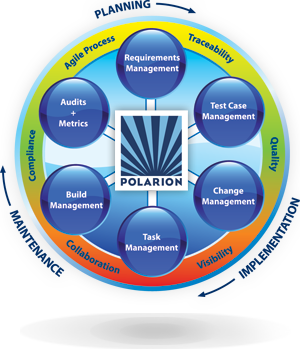 PLANNING
Agile Process
Traceability
Requirements
Management
Audits
+
Metrics
Test Case
Management
Compliance
Quality
POLARION
Build
Management
Change
Management
Task
Management
Collaboration
Visibility
MAINTENANCE
IMPLEMENTATION